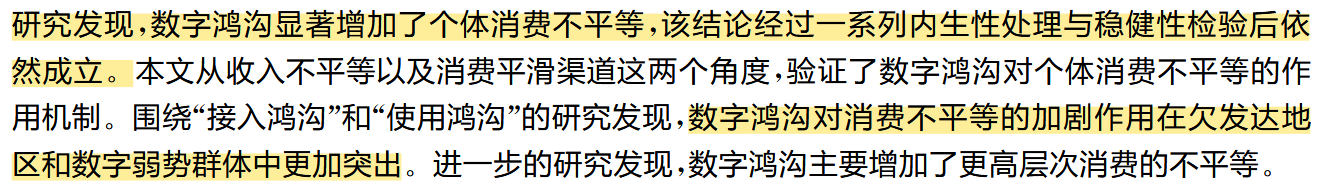 研究发现,数字鸿沟显著增加了个体消费不平等,该结论经过一系列内生性处理与稳健性检验后依
然成立。本文从收入不平等以及消费平滑渠道这两个角度,验证了数字鸿沟对个体消费不平等的作
用机制。围绕“接入鸿沟”和“使用鸿沟”的研究发现,数字鸿沟对消费不平等的加剧作用在欠发达地
区和数字弱势群体中更加突出。进一步的研究发现,数字鸿沟主要增加了更高层次消费的不平等。